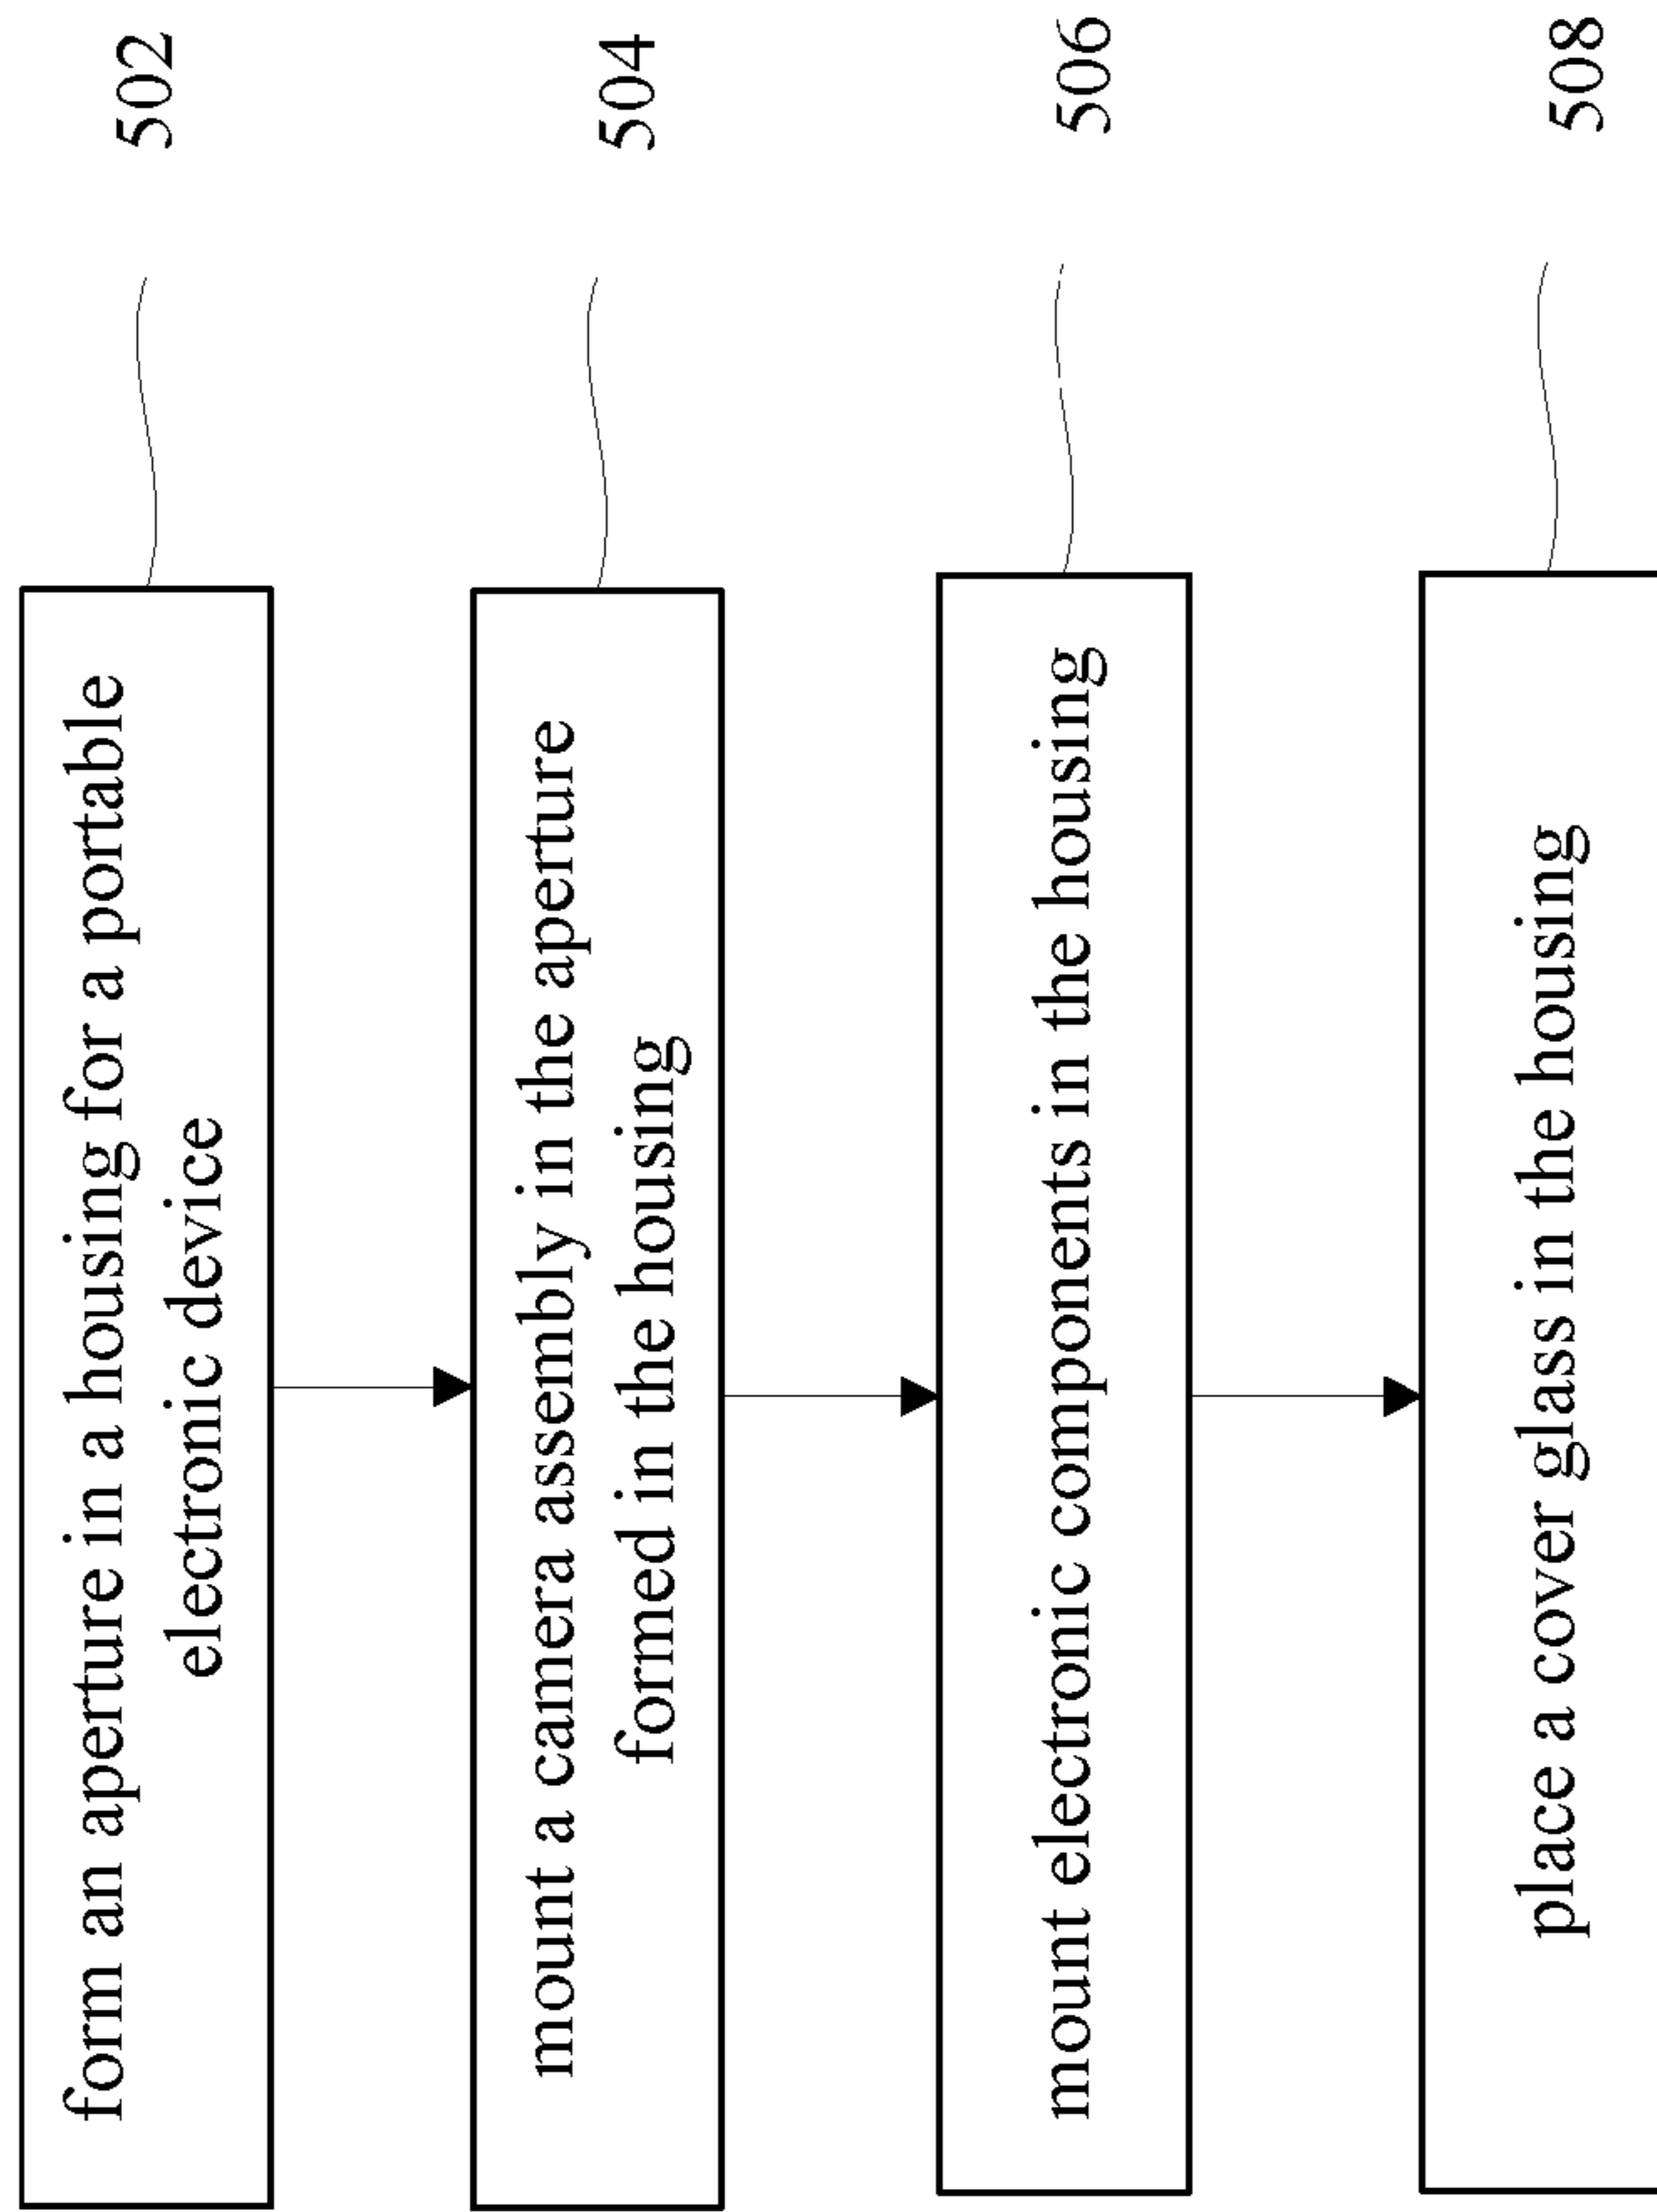 form an aperture in a housing for a portable
electronic device
502
mount a camera assembly in the aperture
formed in the housing
504
mount electronic components in the housing
506
place a cover glass in the housing
508